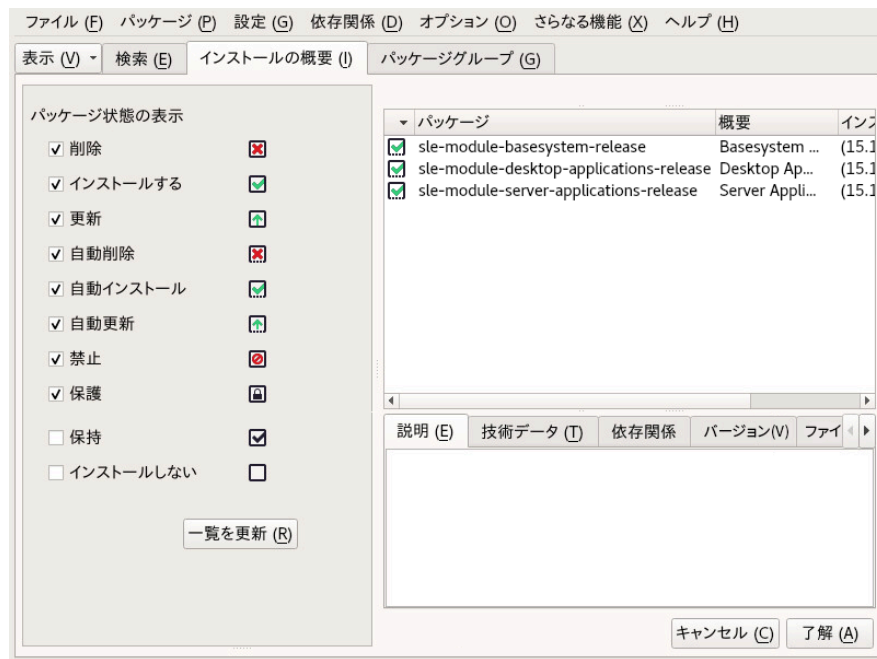 ファイル (F) パッケージ (P) 設定 (G) 依存関係 (D) オプション (O) さらなる機能 (X) ヘルプ (H)
表示 (V) 検索 (E) インストールの概要 (I) パッケージグループ (G)
パッケージ状態の表示
削除
インストールする
更新
自動削除
自動インストール
自動更新
禁止
保護
保持
インストールしない
一覧を更新 (R)
パッケージ 概要 インス
sle-module-basesystem-release Basesystem ... (15.1
sle-module-desktop-applications-release Desktop Ap... (15.1
sle-module-server-applications-release Server Appli... (15.1
説明 (E) 技術データ (T) 依存関係 バージョン(V) ファイ
キャンセル (C) 了解 (A)